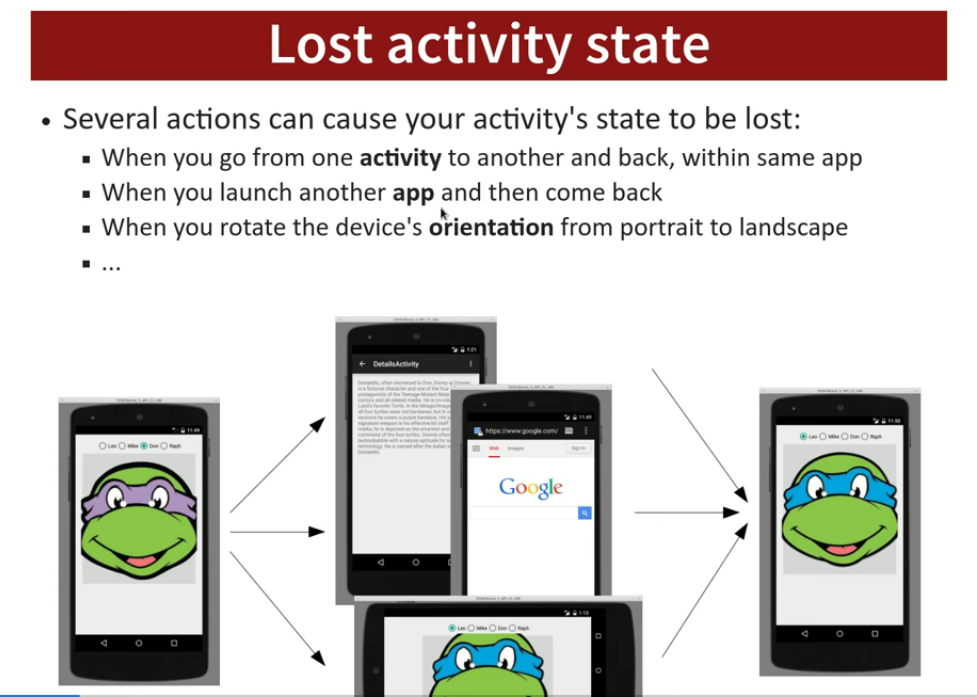 Lost activity state
• Several actions can cause your activity's state to be lost:
▪ When you go from one activity to another and back, within same app
▪ When you launch another app and then come back
▪ When you rotate the device's orientation from portrait to landscape
▪ ...
11:49
Leo Mike Don Raph
1:21
DetailsActivity
11:49
https://www.google.com/
Web Images Sign in
Google
1:13
Leo Mike Don Raph
11:50
Leo Mike Don Raph